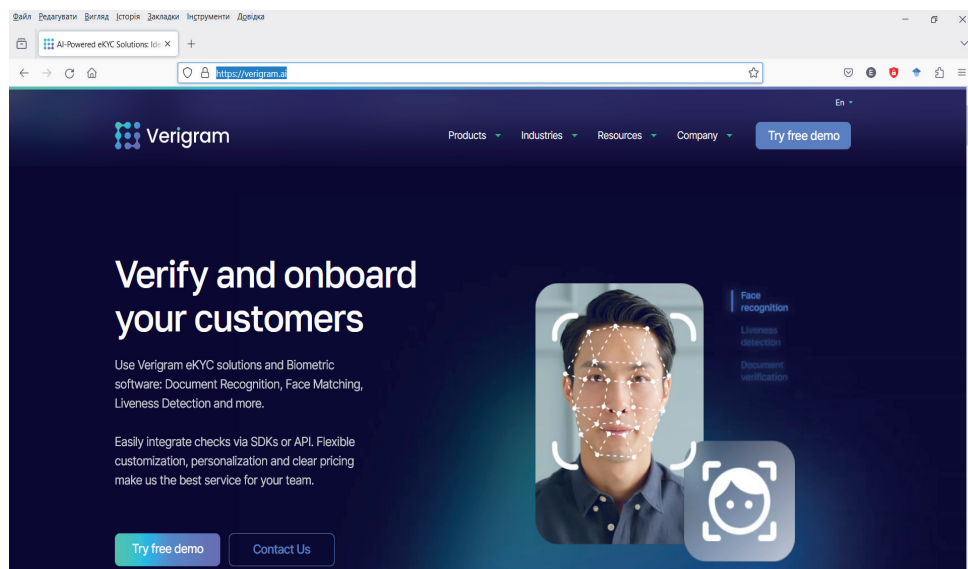 Файл Редагувати Вигляд Історія Закладки Інструменти Довідка
AI-Powered eKYC Solutions: Ide
https://verigram.ai
En
Verigram
Products Industries Resources Company Try free demo
Verify and onboard
your customers
Face
recognition
Liveness
detection
Document
verification
Use Verigram eKYC solutions and Biometric
software: Document Recognition, Face Matching,
Liveness Detection and more.
Easily integrate checks via SDKs or API. Flexible
customization, personalization and clear pricing
make us the best service for your team.
Try free demo Contact Us